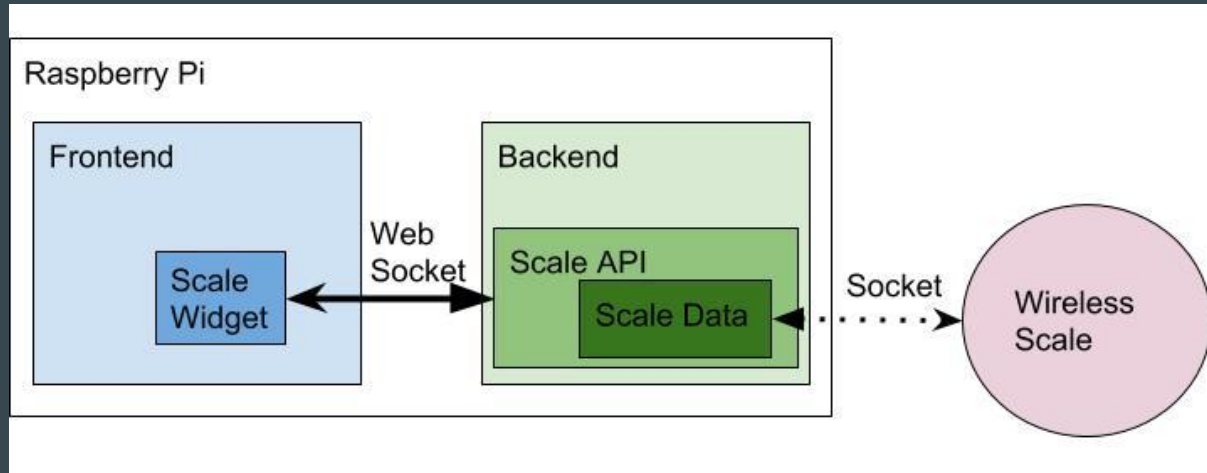 Raspberry Pi
Frontend
Backend
Web
Socket
Scale
Widget
Scale API
Scale Data
Socket
Wireless
Scale